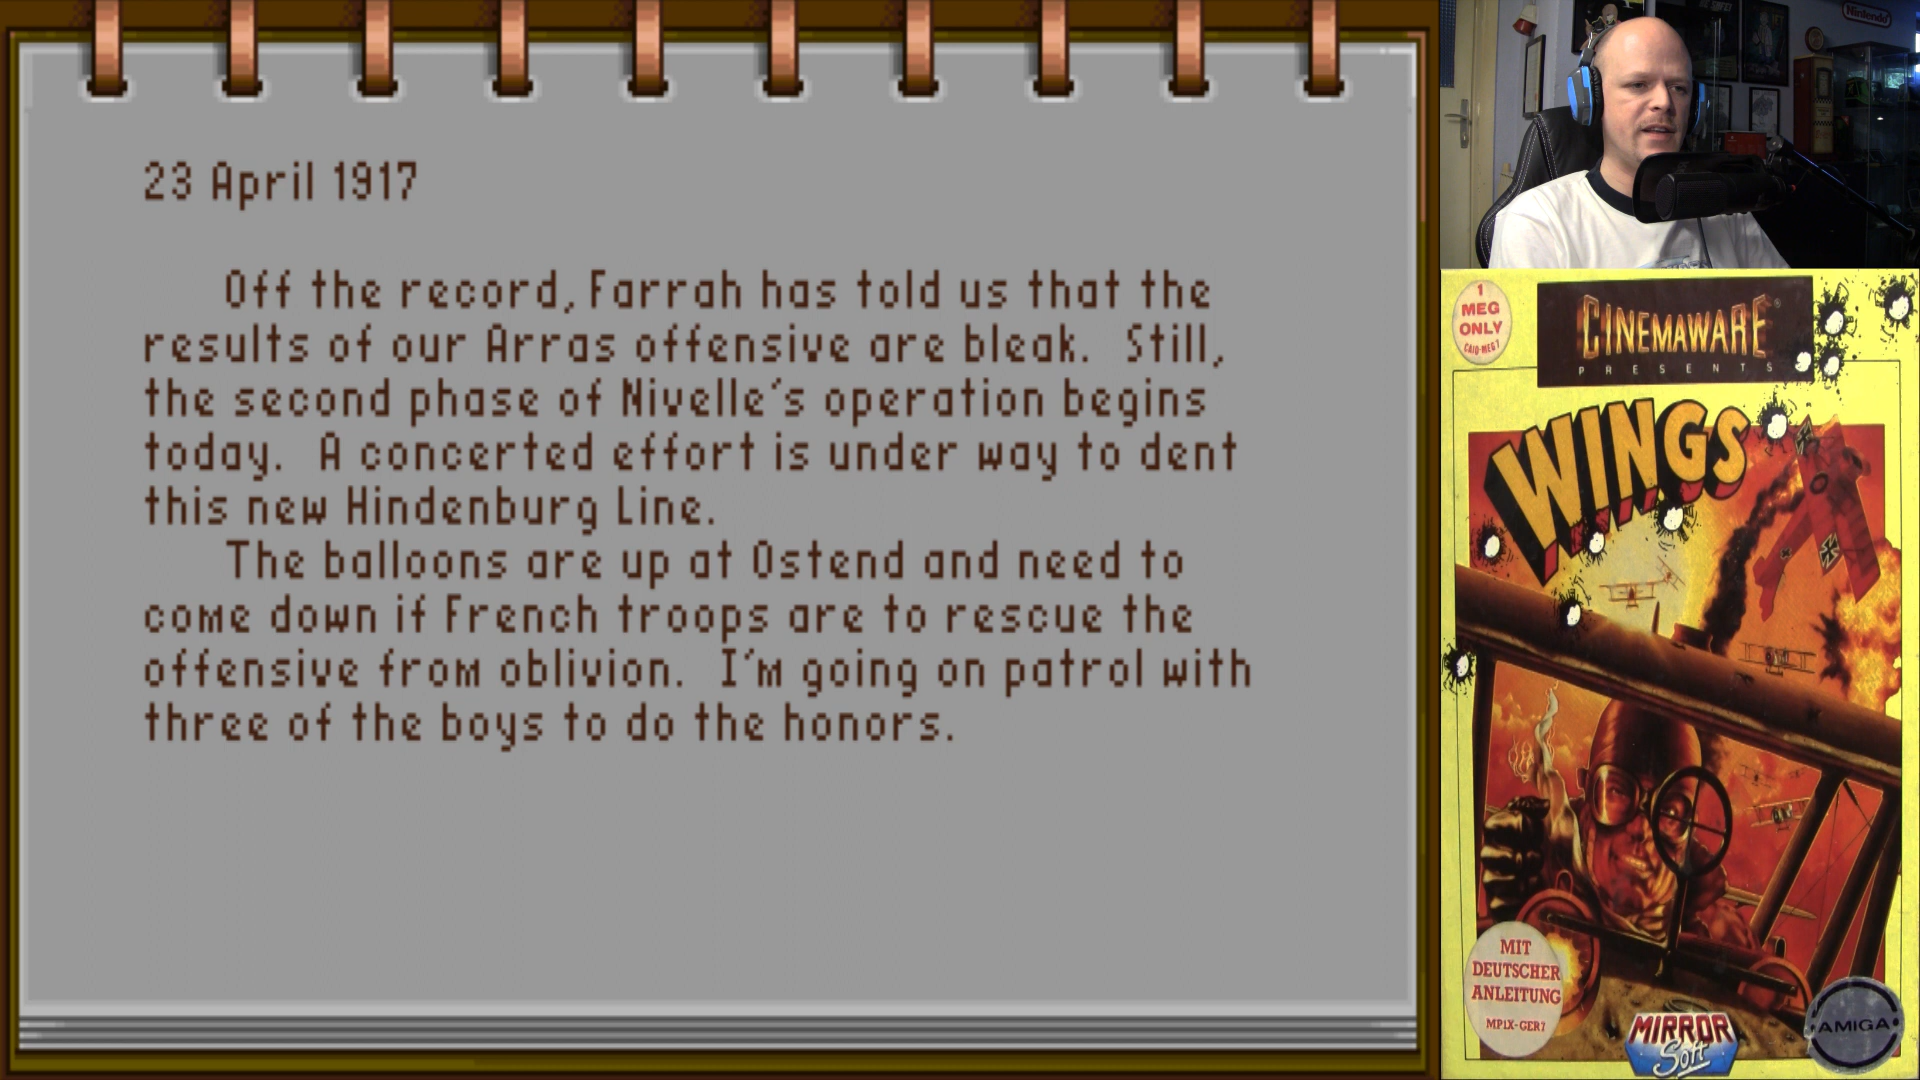 23 April 1917
Off the record, Farrah has told us that the
results of our Arras offensive are bleak. Still,
the second phase of Nivelle's operation begins
today. A concerted effort is under way to dent
this new Hindenburg Line.
The balloons are up at Ostend and need to
come down if French troops are to rescue the
offensive from oblivion. I'm going on patrol with
three of the boys to do the honors.
Nintendo
1
MEG
ONLY
CINEMAWARE
PRESENTS
WINGS
MIT
DEUTSCHER
ANLEITUNG
MPIX-GER7
MIRROR
Soft
AMIGA